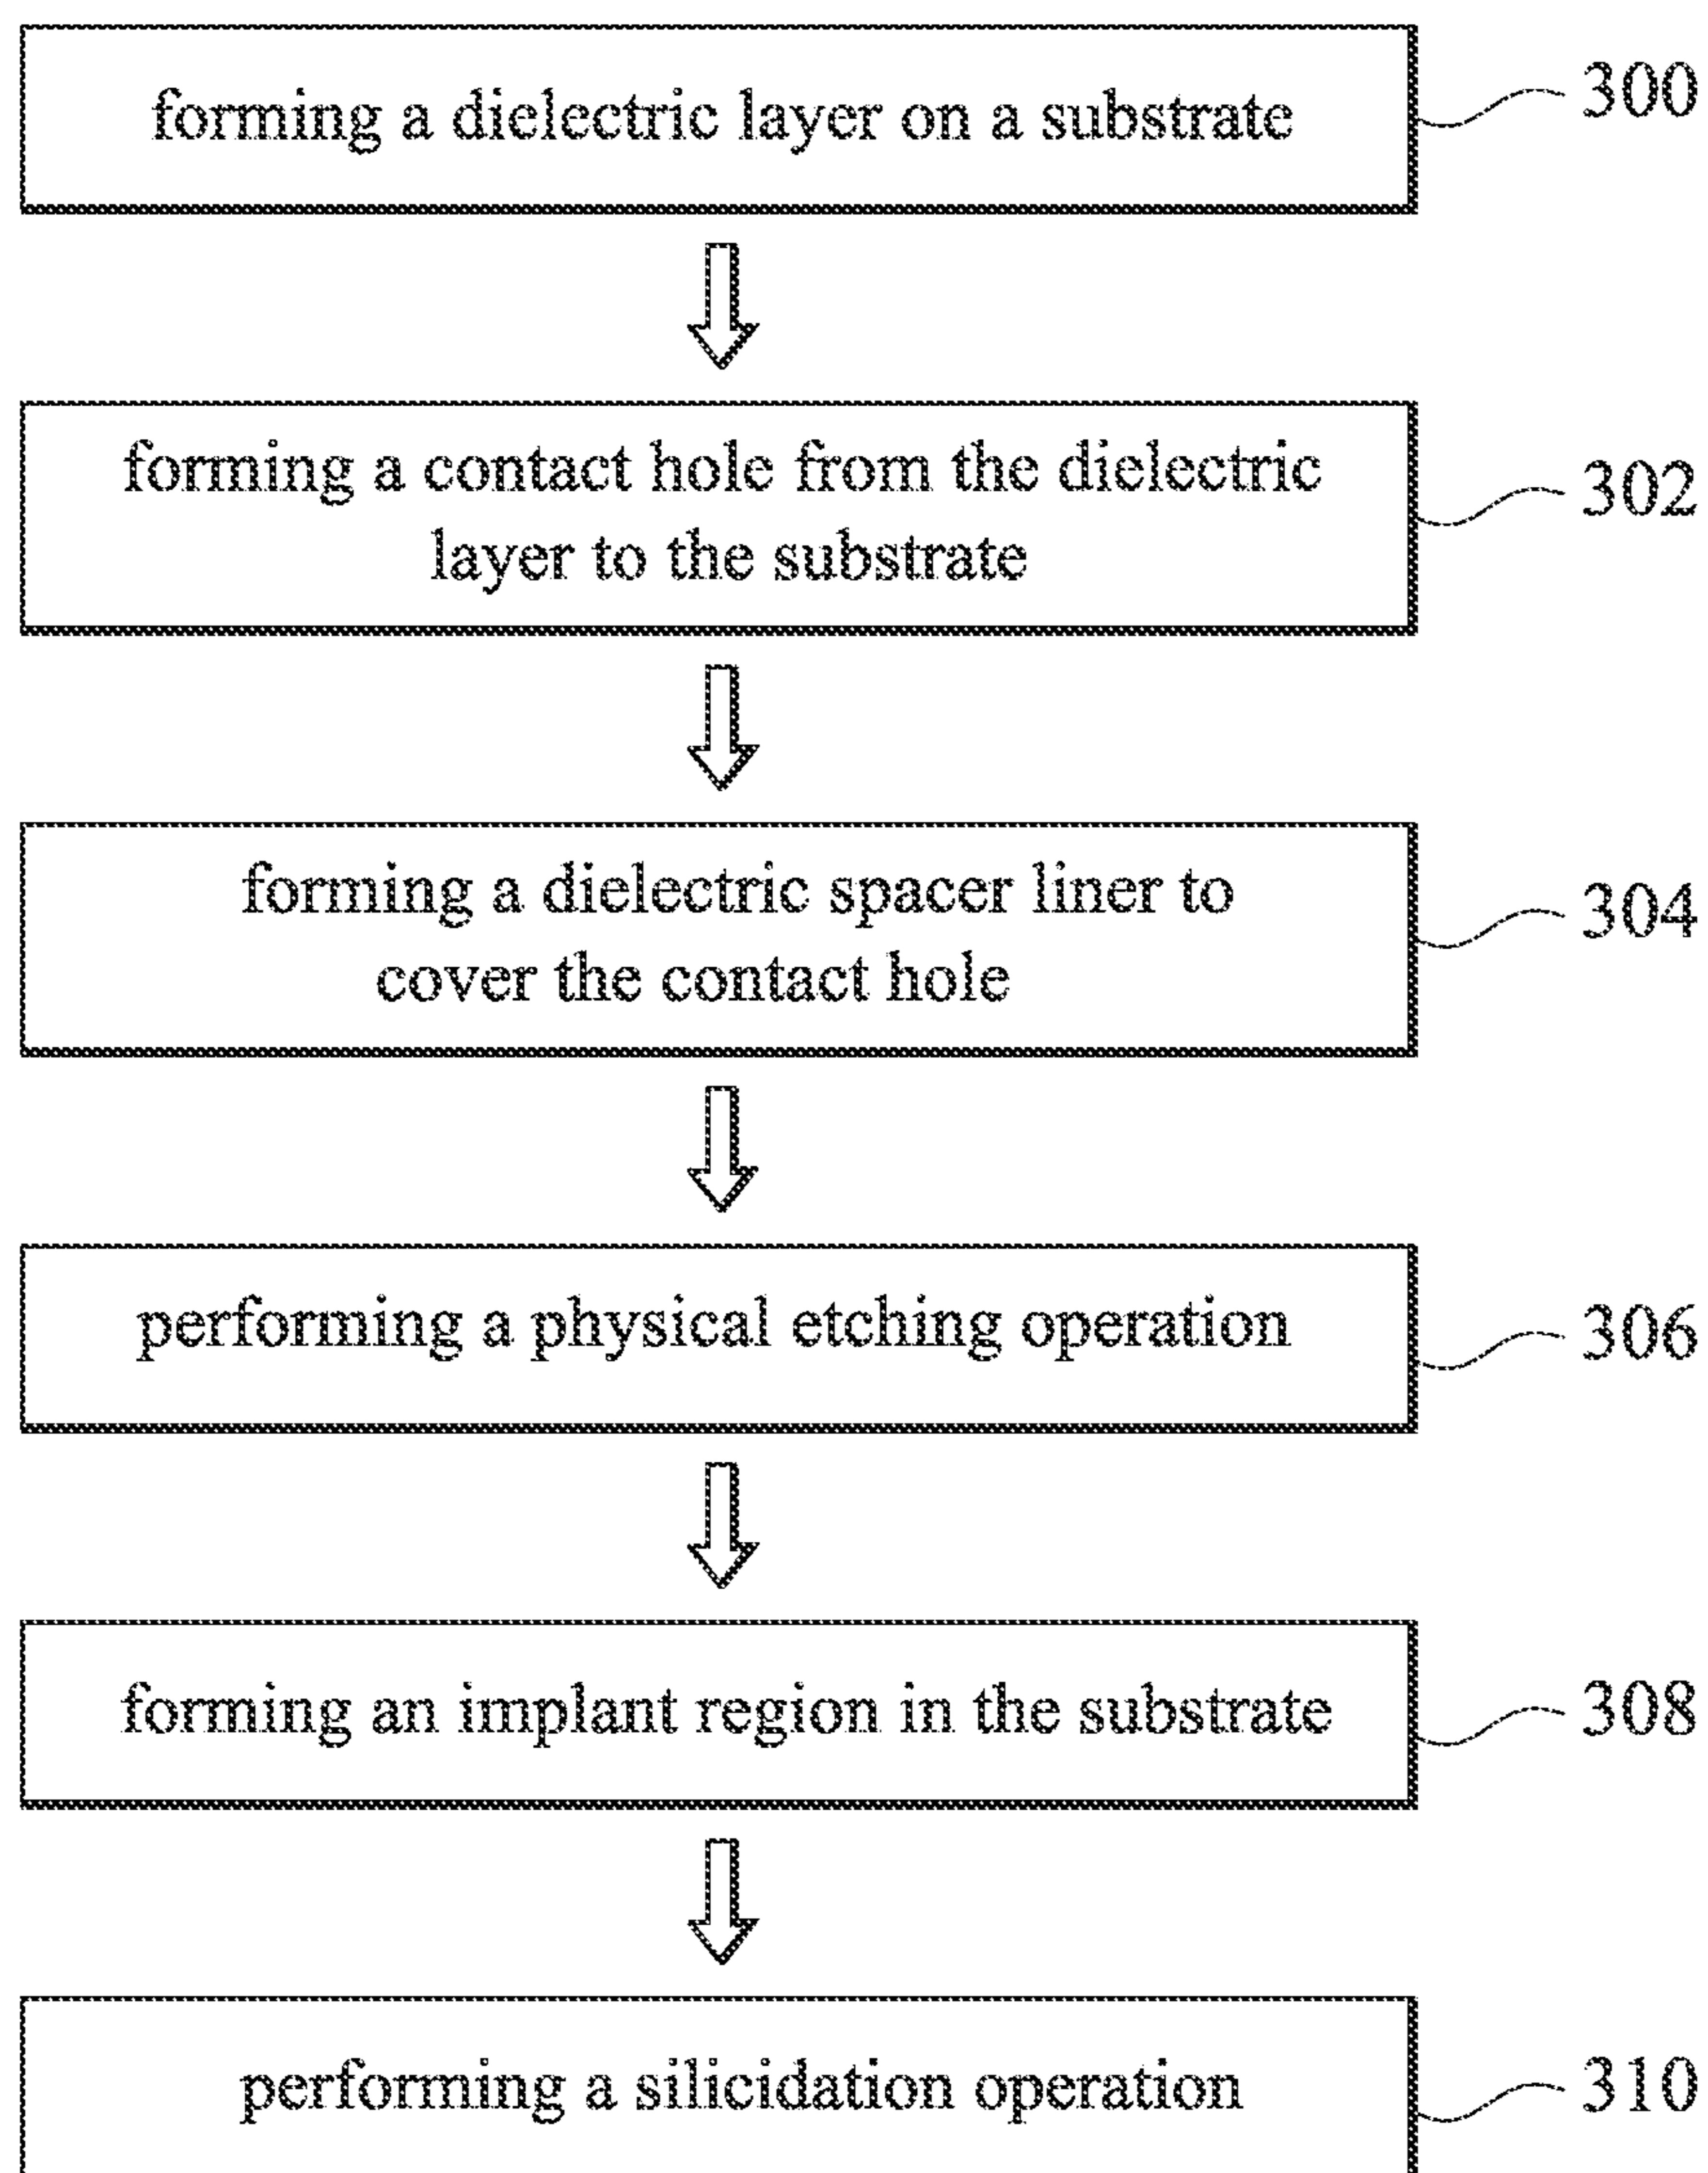 forming a dielectric layer on a substrate
300
forming a contact hole from the dielectric
layer to the substrate
302
forming a dielectric spacer liner to
cover the contact hole
304
performing a physical etching operation
306
forming an implant region in the substrate
308
performing a silicidation operation
310